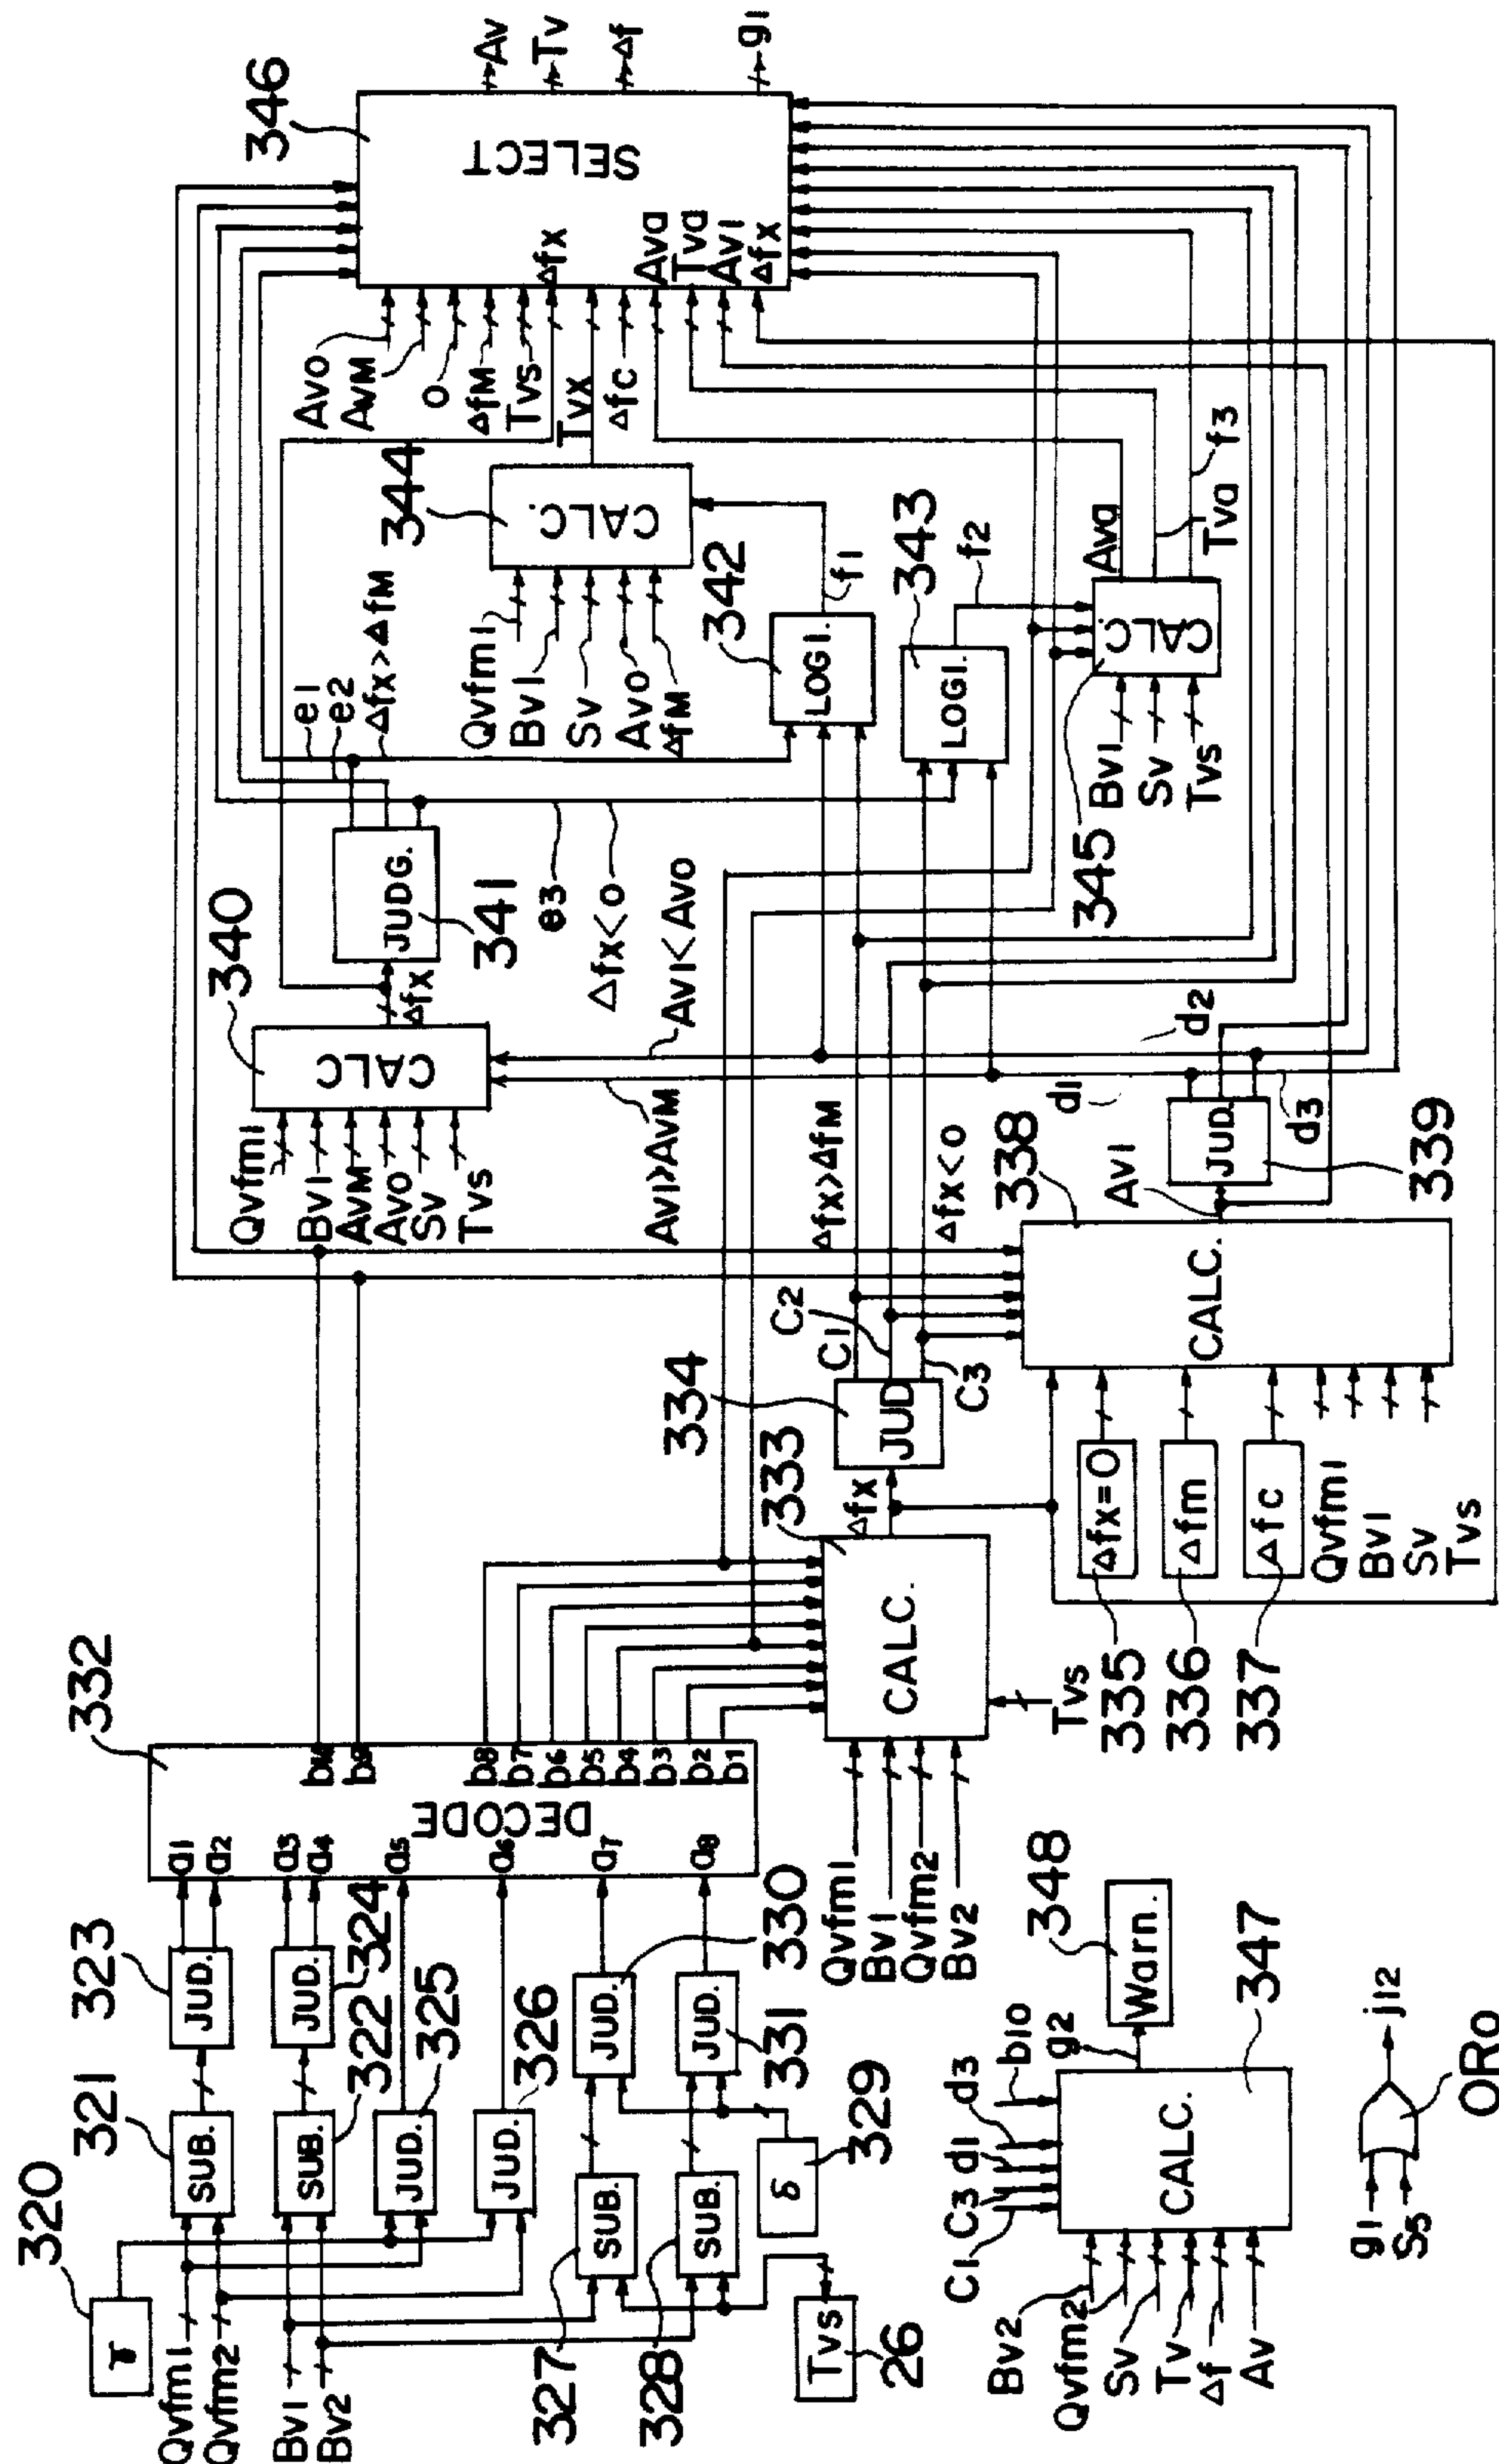 320
γ
Qvfm1
Qvfm2
Bv1
Bv2
321
SUB.
SUB.
322
323
JUD.
JUD.
324
JUD.
325
JUD.
326
327
SUB.
328
SUB.
δ
329
JUD.
330
JUD.
331
Tvs
26
332
DECODE
a1
a2
a3
a4
a5
a6
a7
a8
b9
b8
b7
b6
b5
b4
b3
b2
b1
333
CALC.
Qvfm1
Bv1
Qvfm2
Bv2
Tvs
Δfx
334
JUD
C1
C2
C3
Δfx>ΔfM
Δfx<0
335
Δfx=0
336
Δfm
337
Δfc
Qvfm1
Bv1
Sv
Tvs
338
CALC.
Av1
339
JUD.
d1
d2
d3
Av1>AvM
Av1<Avo
340
CALC
Qvfm1
Bv1
AvM
Avo
Sv
Tvs
Δfx
341
JUDG.
e1
e2
Δfx>ΔfM
e3
Δfx<0
342
LOGI.
f1
343
LOGI.
f2
344
CALC.
Qvfm1
Bv1
Sv
Avo
ΔfM
Tvx
345
CALC.
Bv1
Sv
Tvs
Ava
Tva
f3
346
SELECT
Avo
AvM
0
ΔfM
Tvs
Δfx
Δfc
Ava
Tva
Av1
Δfx
Av
Tv
Δf
g1
347
CALC.
C1
C3
d1
d3
b10
Bv2
Qvfm2
Sv
Tv
Δf
Av
g2
348
Warn.
g1
S5
j12
ORo